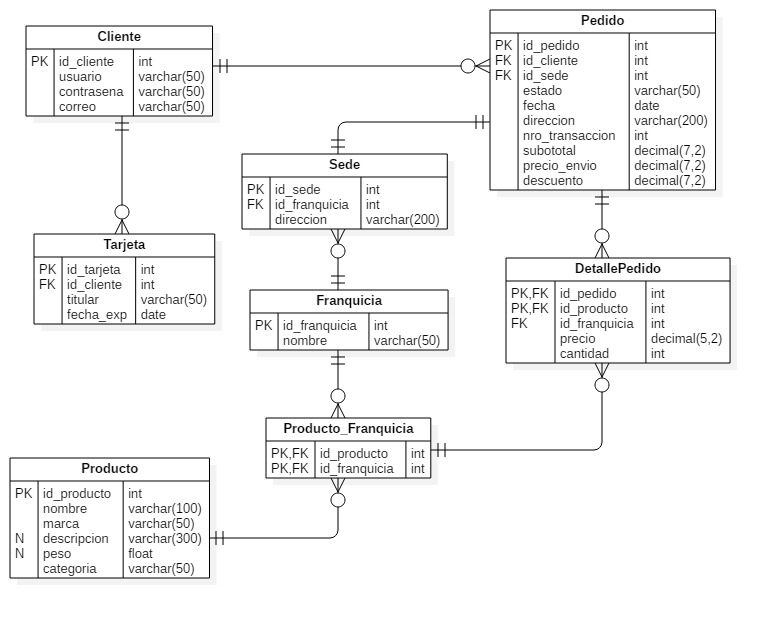 Cliente
PK id_cliente int
usuario varchar(50)
contrasena varchar(50)
correo varchar(50)
Pedido
PK id_pedido int
FK id_cliente int
FK id_sede int
estado varchar(50)
fecha date
direccion varchar(200)
nro_transaccion int
subototal decimal(7,2)
precio_envio decimal(7,2)
descuento decimal(7,2)
Sede
PK id_sede int
FK id_franquicia int
direccion varchar(200)
Tarjeta
PK id_tarjeta int
FK id_cliente int
titular varchar(50)
fecha_exp date
DetallePedido
PK,FK id_pedido int
PK,FK id_producto int
FK id_franquicia int
precio decimal(5,2)
cantidad int
Franquicia
PK id_franquicia int
nombre varchar(50)
Producto_Franquicia
PK,FK id_producto int
PK,FK id_franquicia int
Producto
PK id_producto int
nombre varchar(100)
marca varchar(50)
N descripcion varchar(300)
N peso float
categoria varchar(50)